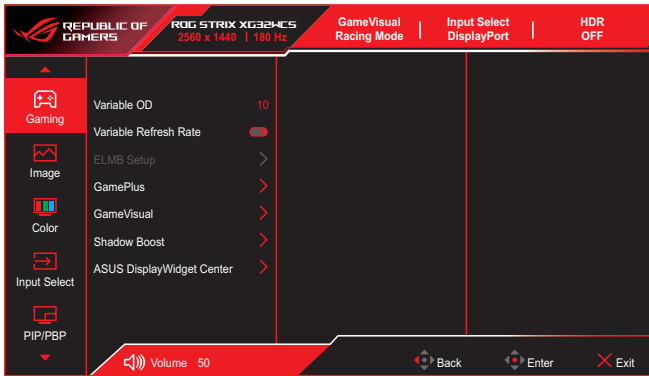 REPUBLIC OF
GAMERS
ROG STRIX XG32WCS
2560 x 1440 | 180 Hz
GameVisual
Racing Mode
Input Select
DisplayPort
HDR
OFF
Gaming
Image
Color
Input Select
PIP/PBP
Variable OD 10
Variable Refresh Rate
ELMB Setup
GamePlus
GameVisual
Shadow Boost
ASUS DisplayWidget Center
Volume 50
Back
Enter
Exit